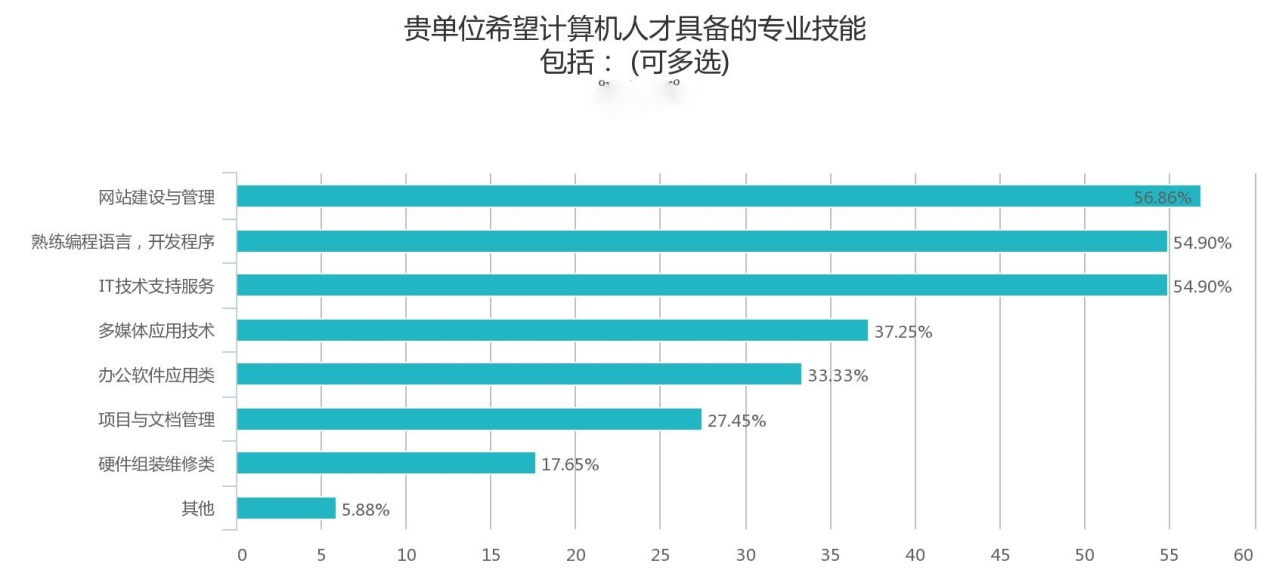 贵单位希望计算机人才具备的专业技能
包括： (可多选)
网站建设与管理 56.86%
熟练编程语言，开发程序 54.90%
IT技术支持服务 54.90%
多媒体应用技术 37.25%
办公软件应用类 33.33%
项目与文档管理 27.45%
硬件组装维修类 17.65%
其他 5.88%
0 5 10 15 20 25 30 35 40 45 50 55 60